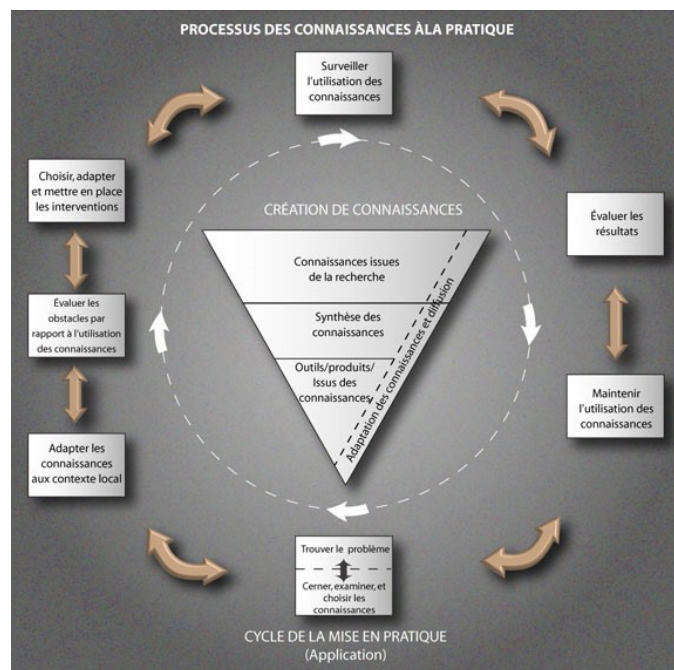 PROCESSUS DES CONNAISSANCES ÀLA PRATIQUE
Surveiller
l'utilisation des
connaissances
Choisir, adapter
et mettre en place
les interventions
Évaluer les
résultats
CRÉATION DE CONNAISSANCES
Connaissances issues
de la recherche
Synthèse des
connaissances
Outils/produits/
Issus des
connaissances
Adaptation des connaissances et diffusion
Évaluer les
obstacles par
rapport à l'utilisation
des connaissances
Maintenir
l'utilisation des
connaissances
Adapter les
connaissances
aux contexte local
Trouver le problème
Cerner, examiner, et
choisir les
connaissances
CYCLE DE LA MISE EN PRATIQUE
(Application)